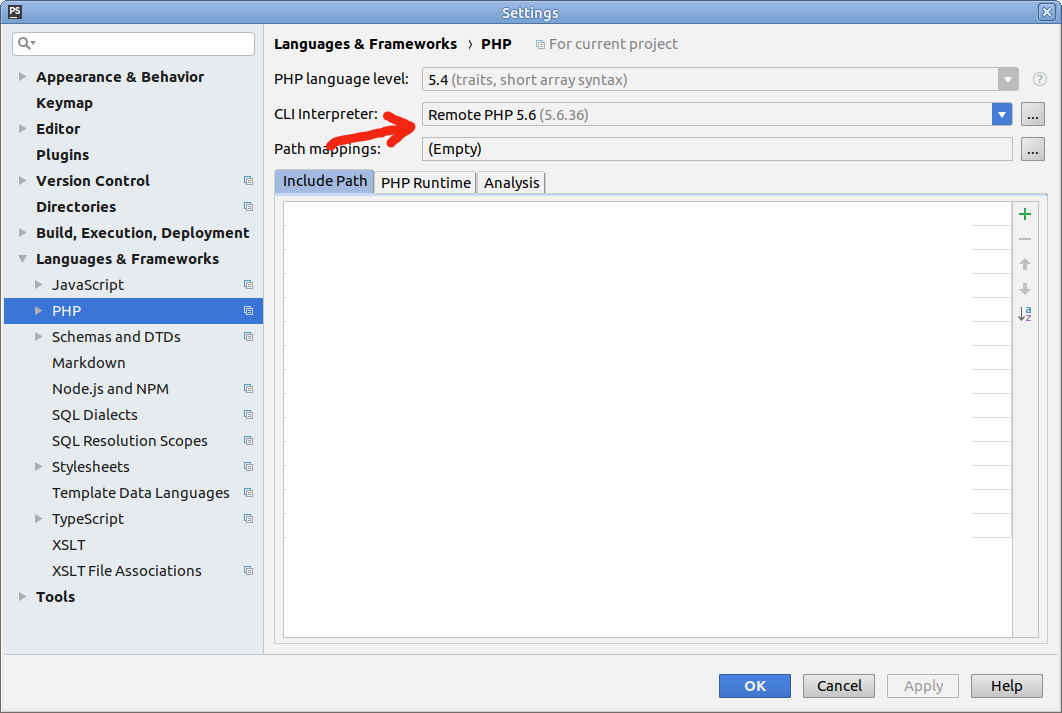 PS
Settings
Appearance & Behavior
Keymap
Editor
Plugins
Version Control
Directories
Build, Execution, Deployment
Languages & Frameworks
JavaScript
PHP
Schemas and DTDs
Markdown
Node.js and NPM
SQL Dialects
SQL Resolution Scopes
Stylesheets
Template Data Languages
TypeScript
XSLT
XSLT File Associations
Tools
Languages & Frameworks › PHP For current project
PHP language level: 5.4 (traits, short array syntax) ?
CLI Interpreter: Remote PHP 5.6 (5.6.36) ...
Path mappings: (Empty) ...
Include Path PHP Runtime Analysis
a
z
OK Cancel Apply Help